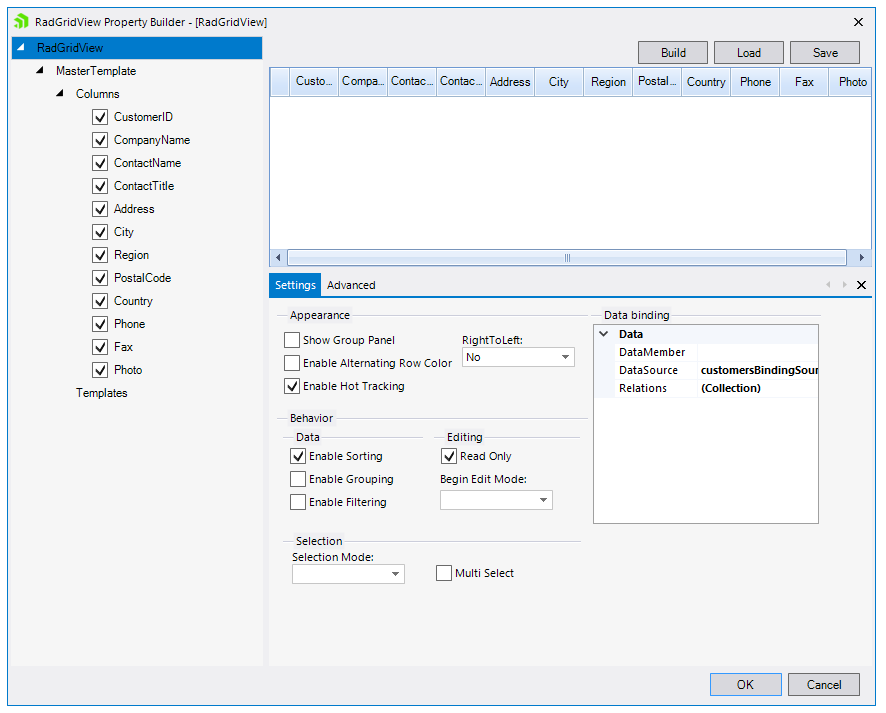 RadGridView Property Builder - [RadGridView]
RadGridView
MasterTemplate
Columns
CustomerID
CompanyName
ContactName
ContactTitle
Address
City
Region
PostalCode
Country
Phone
Fax
Photo
Templates
Build Load Save
Custo... Compa... Contac... Contac... Address City Region Postal... Country Phone Fax Photo
Settings Advanced
Appearance
Show Group Panel
Enable Alternating Row Color
Enable Hot Tracking
RightToLeft:
No
Behavior
Data
Enable Sorting
Enable Grouping
Enable Filtering
Editing
Read Only
Begin Edit Mode:
Selection
Selection Mode:
Multi Select
Data binding
Data
DataMember
DataSource customersBindingSour
Relations (Collection)
OK Cancel